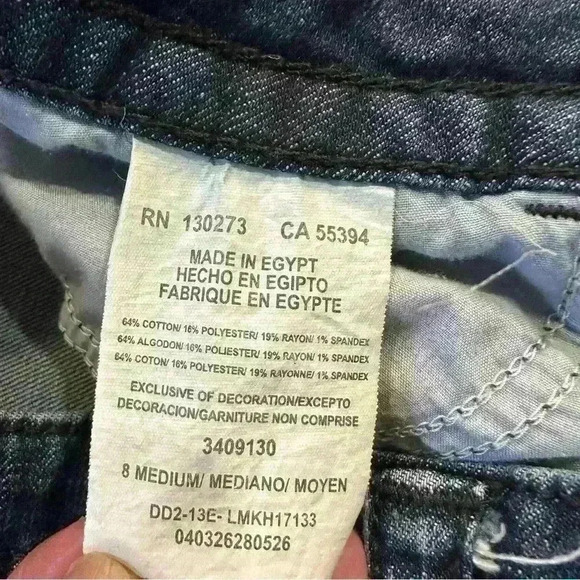 RN 130273 CA 55394
MADE IN EGYPT
HECHO EN EGIPTO
FABRIQUE EN EGYPTE
64% COTTON/ 16% POLYESTER/ 19% RAYON/ 1% SPANDEX
64% ALGODON/ 16% POLIESTER/ 19% RAYON/ 1% SPANDEX
64% COTON/ 16% POLYESTER/ 19% RAYONNE/ 1% SPANDEX
EXCLUSIVE OF DECORATION/EXCEPTO
DECORACION/GARNITURE NON COMPRISE
3409130
8 MEDIUM/ MEDIANO/ MOYEN
DD2-13E- LMKH17133
040326280526